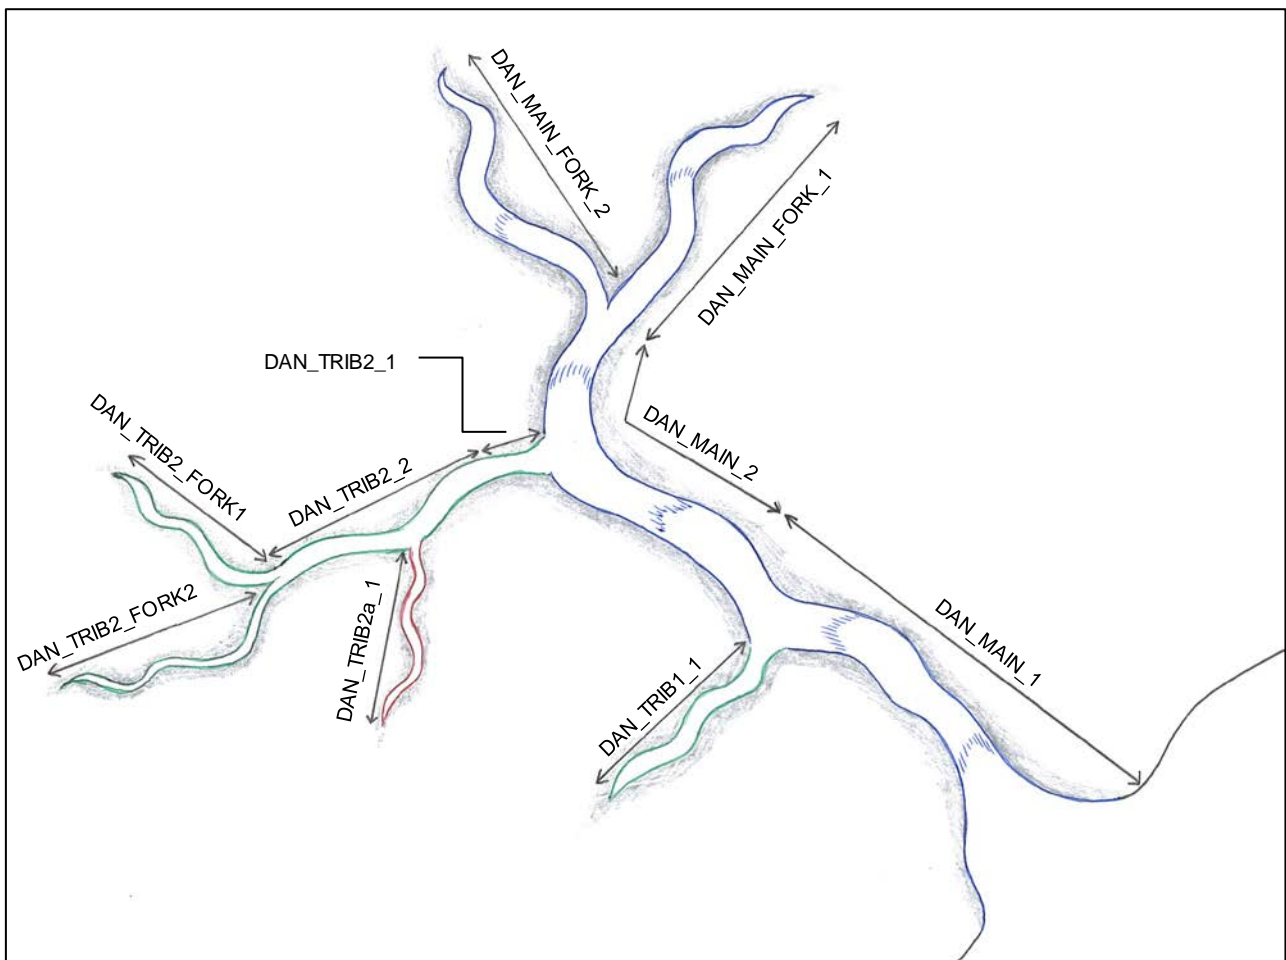 DAN_MAIN_FORK_2
DAN_MAIN_FORK_1
DAN_TRIB2_1
DAN_TRIB2_FORK1
DAN_TRIB2_2
DAN_MAIN_2
DAN_TRIB2_FORK2
DAN_TRIB2a_1
DAN_TRIB1_1
DAN_MAIN_1